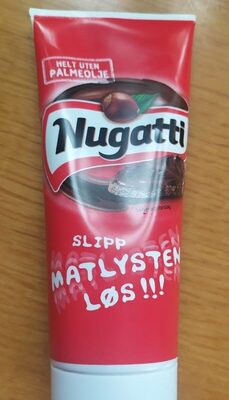 HELT UTEN
PALMEOLJE
Nugatti
SLIPP
MATLYSTEN
LØS!!!